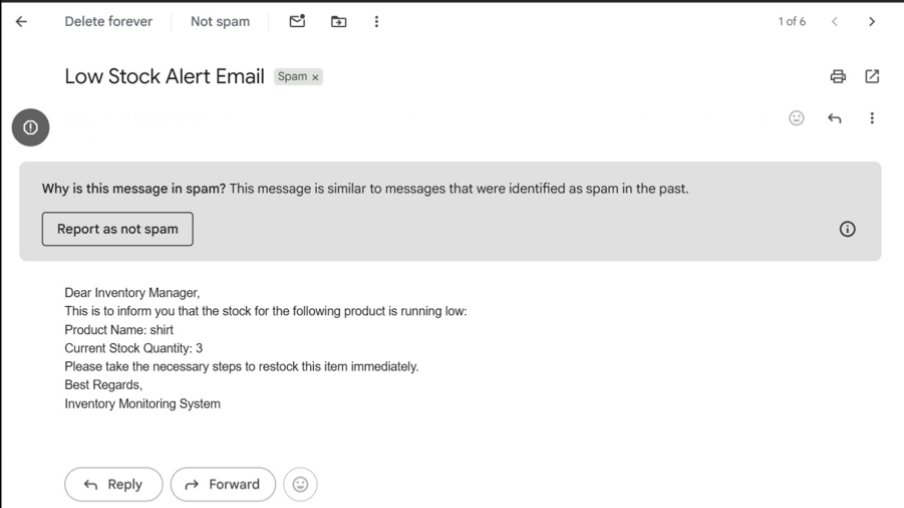 Delete forever Not spam 1 of 6
Low Stock Alert Email Spam x
Why is this message in spam? This message is similar to messages that were identified as spam in the past.
Report as not spam
Dear Inventory Manager,
This is to inform you that the stock for the following product is running low:
Product Name: shirt
Current Stock Quantity: 3
Please take the necessary steps to restock this item immediately.
Best Regards,
Inventory Monitoring System
Reply Forward